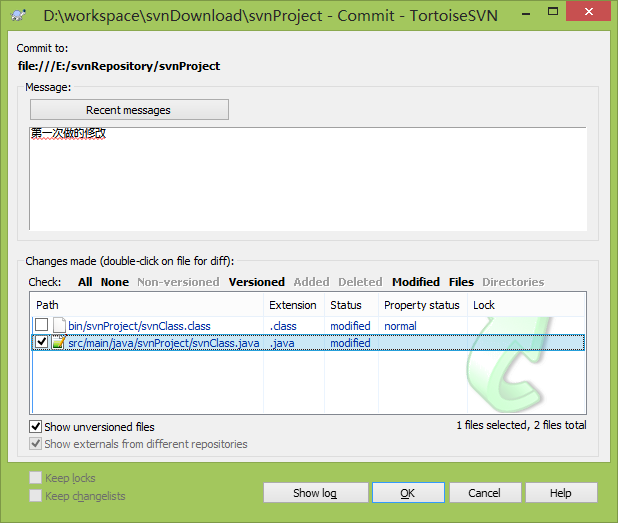 D:\workspace\svnDownload\svnProject - Commit - TortoiseSVN
Commit to:
file:///E:/svnRepository/svnProject
Message:
Recent messages
第一次做的修改
Changes made (double-click on file for diff):
Check: All None Non-versioned Versioned Added Deleted Modified Files Directories
Path Extension Status Property status Lock
bin/svnProject/svnClass.class .class modified normal
src/main/java/svnProject/svnClass.java .java modified
Show unversioned files 1 files selected, 2 files total
Show externals from different repositories
Keep locks
Keep changelists
Show log OK Cancel Help